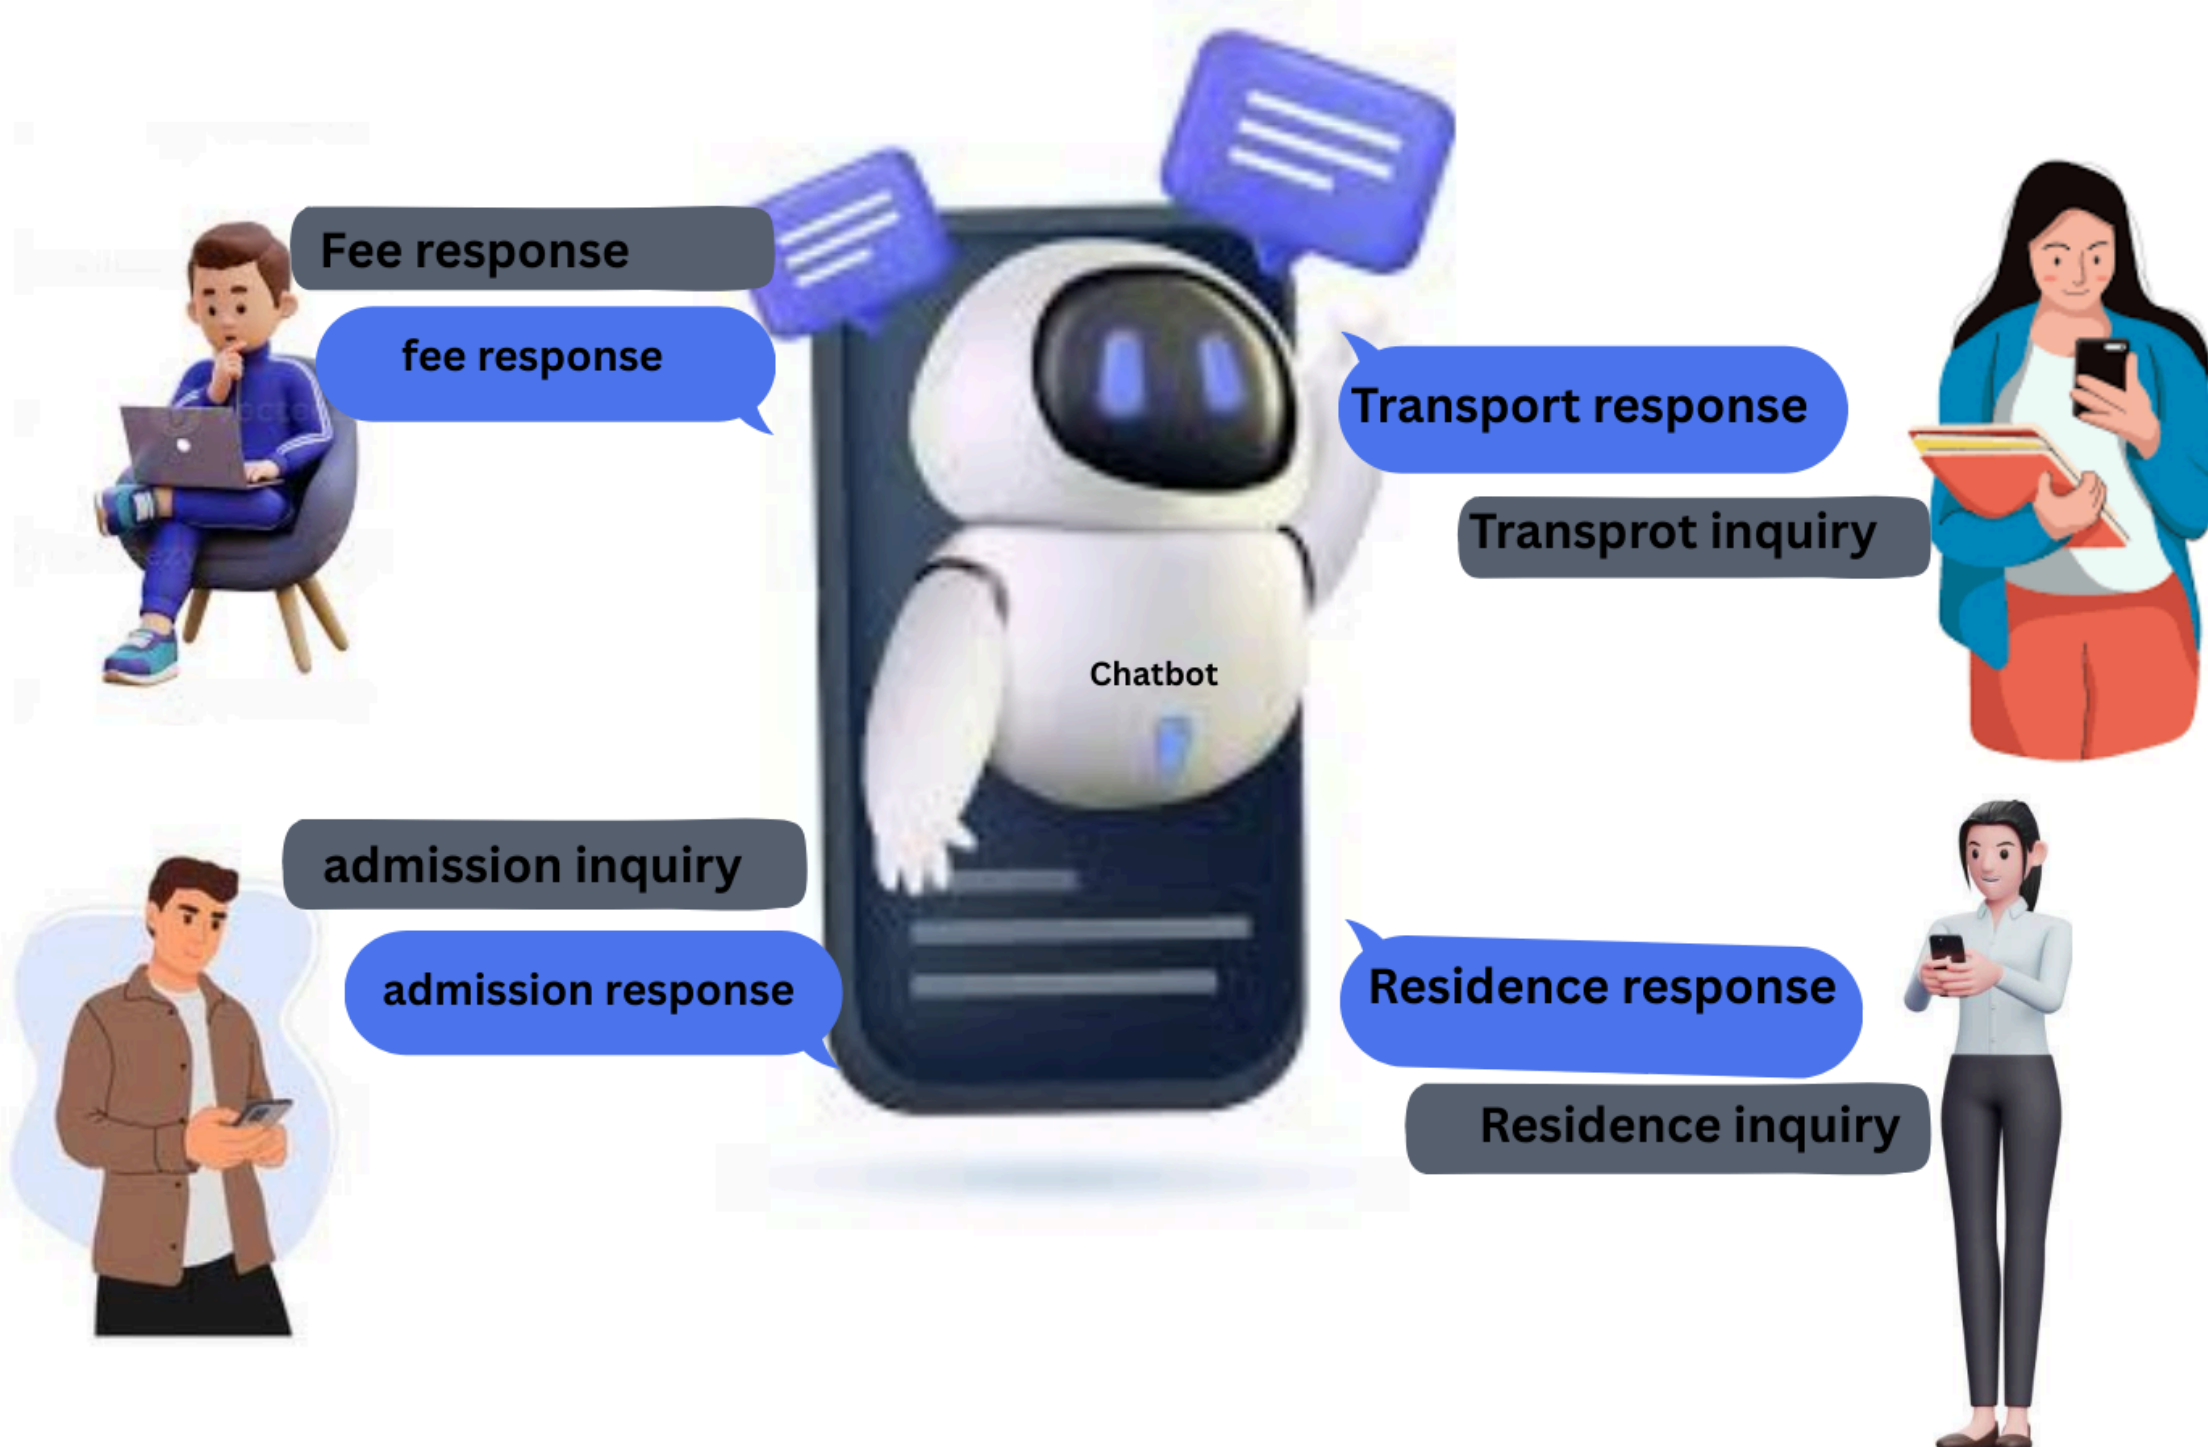 Fee response
fee response
Transport response
Transprot inquiry
Chatbot
admission inquiry
admission response
Residence response
Residence inquiry